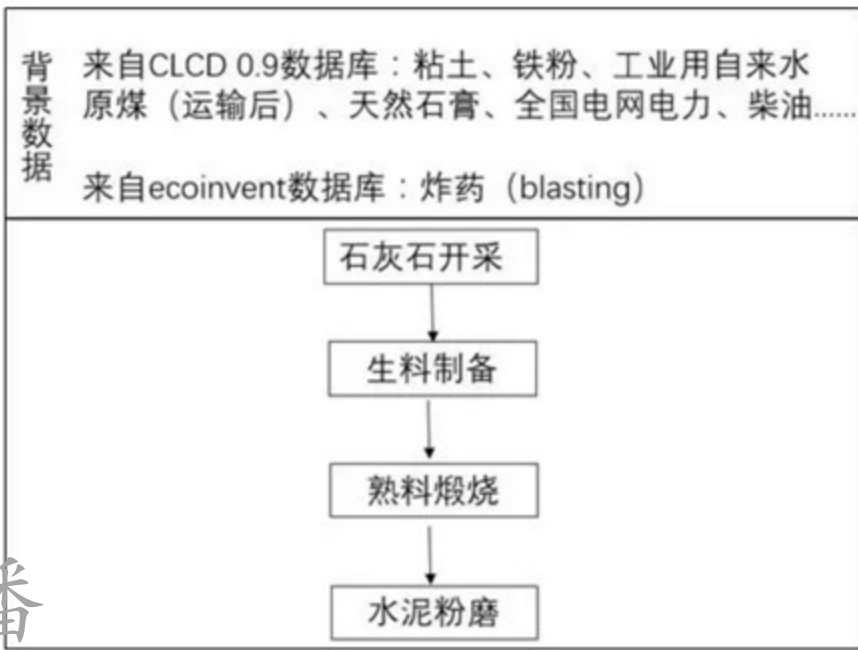 背景数据
来自CLCD 0.9数据库：粘土、铁粉、工业用自来水
原煤（运输后）、天然石膏、全国电网电力、柴油......
来自ecoinvent数据库：炸药（blasting）
石灰石开采
生料制备
熟料煅烧
水泥粉磨
番